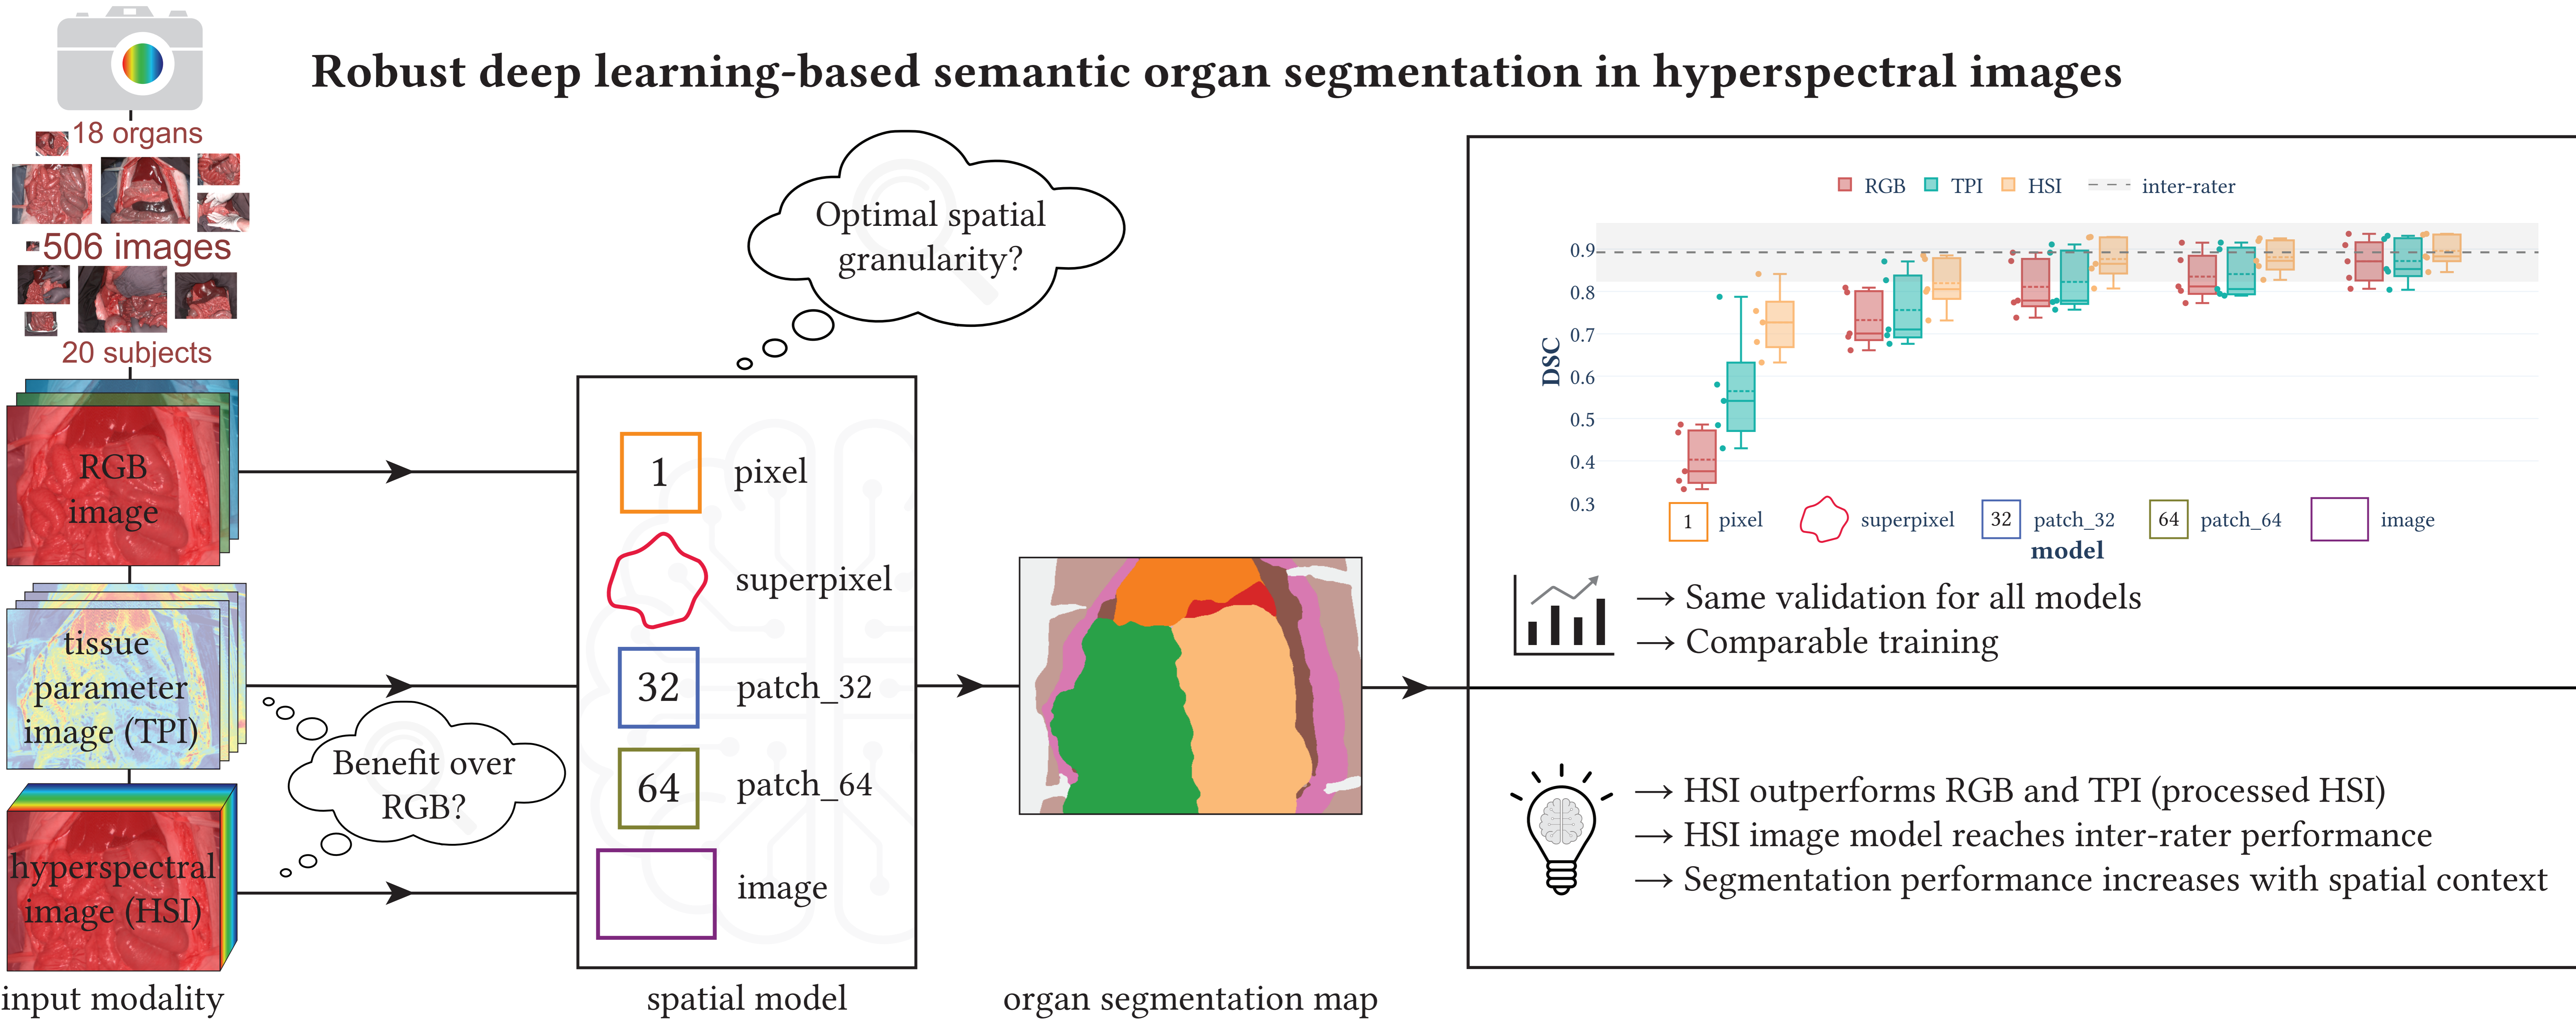 Robust deep learning-based semantic organ segmentation in hyperspectral images
18 organs
506 images
20 subjects
RGB
image
tissue
parameter
image (TPI)
hyperspectral
image (HSI)
input modality
Benefit over
RGB?
Optimal spatial
granularity?
1 pixel
superpixel
32 patch_32
64 patch_64
image
spatial model
organ segmentation map
RGB TPI HSI inter-rater
DSC
0.9
0.8
0.7
0.6
0.5
0.4
0.3
1 pixel superpixel 32 patch_32 64 patch_64 image
model
→ Same validation for all models
→ Comparable training
→ HSI outperforms RGB and TPI (processed HSI)
→ HSI image model reaches inter-rater performance
→ Segmentation performance increases with spatial context